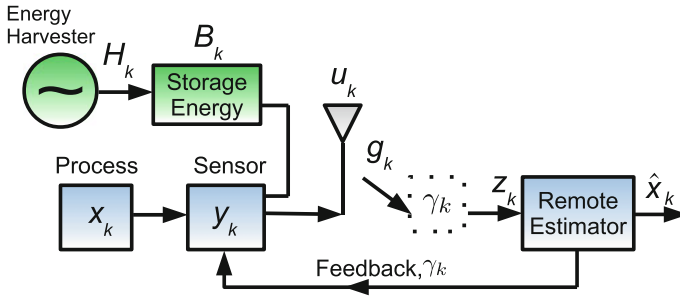 Energy
Harvester
H_k
B_k
Storage
Energy
u_k
g_k
Process
x_k
Sensor
y_k
γ_k
z_k
Remote
Estimator
x̂_k
Feedback,γ_k